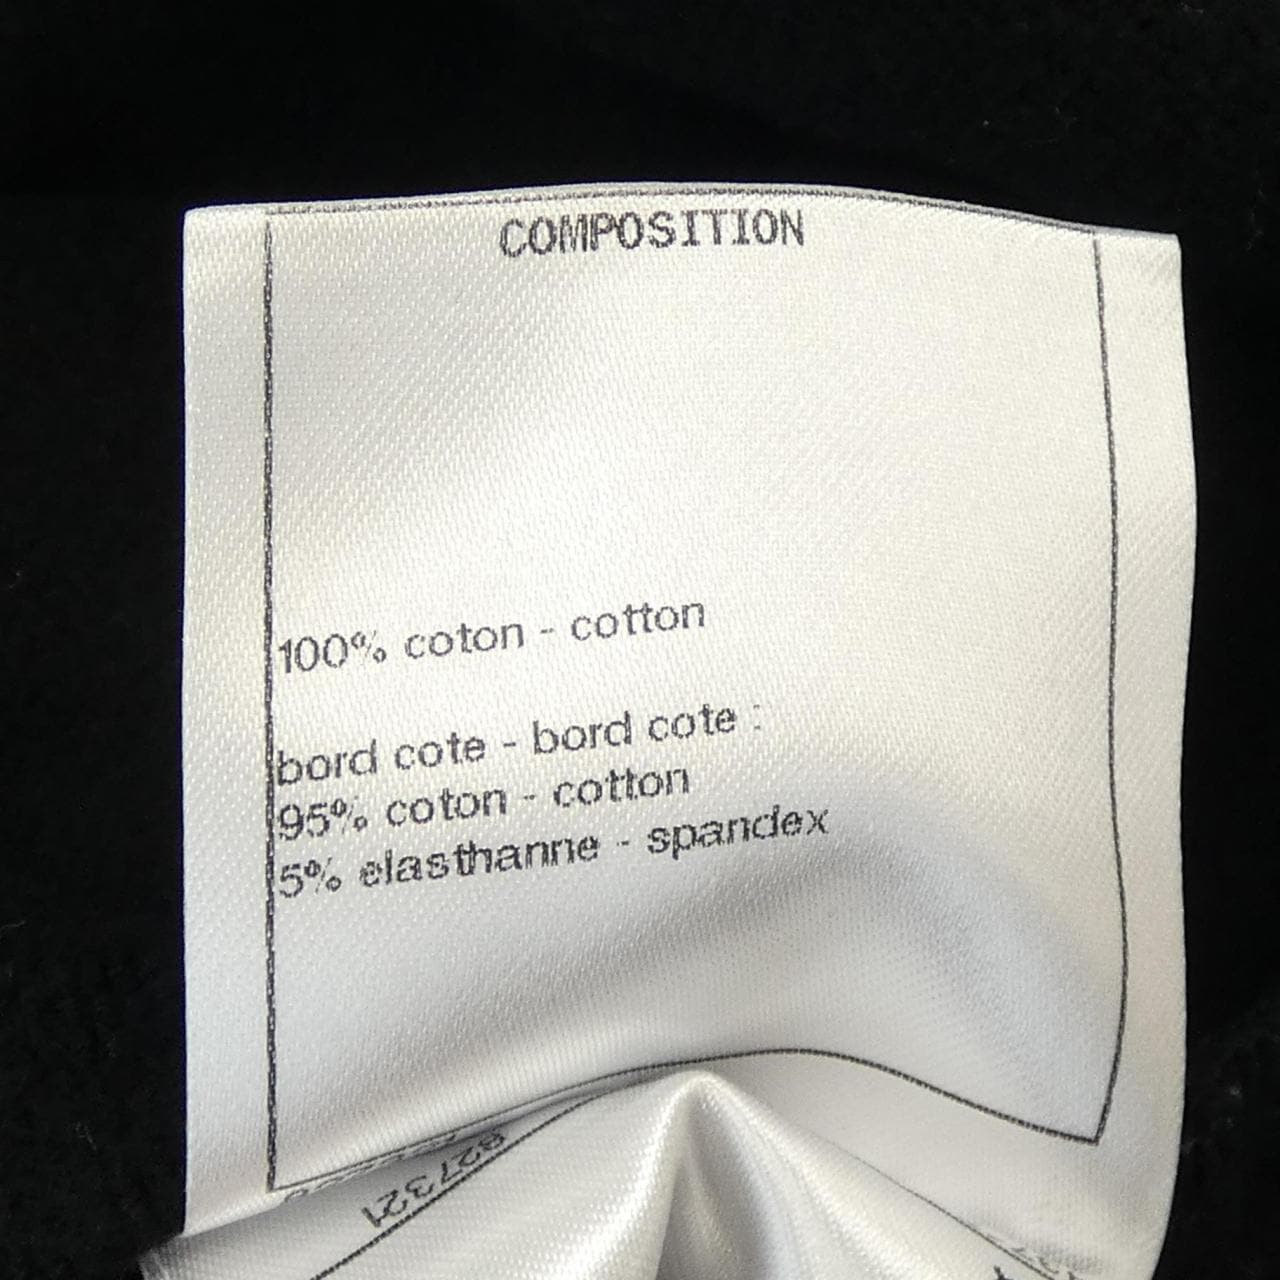 COMPOSITION
100% coton - cotton
bord cote - bord cote :
95% coton - cotton
5% elasthanne - spandex
827321